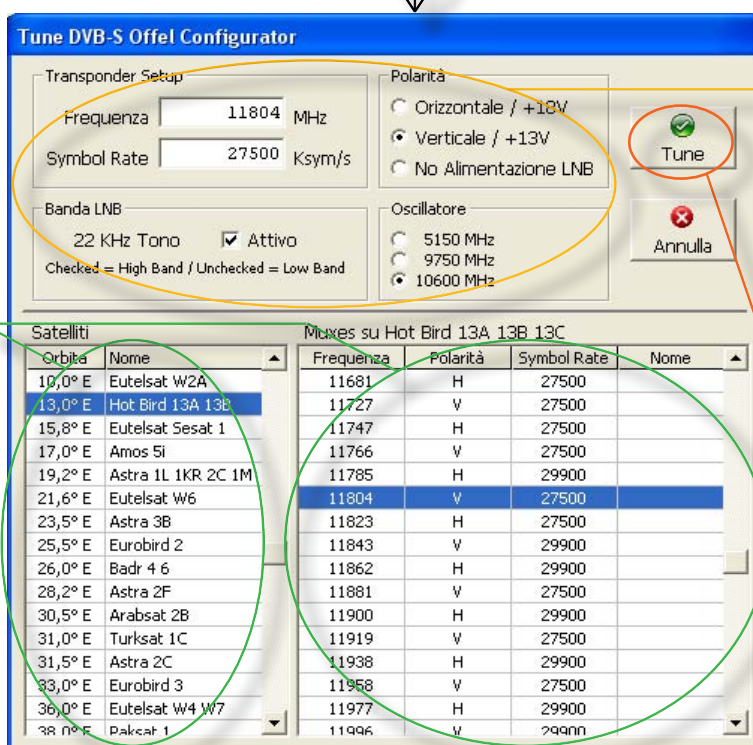 Tune DVB-S Offel Configurator
Transponder Setup
Frequenza 11804 MHz
Symbol Rate 27500 Ksym/s
Polarità
Orizzontale / +18V
Verticale / +13V
No Alimentazione LNB
Tune
Banda LNB
22 KHz Tono Attivo
Checked = High Band / Unchecked = Low Band
Oscillatore
5150 MHz
9750 MHz
10600 MHz
Annulla
Satelliti
Orbita Nome
10,0° E Eutelsat W2A
13,0° E Hot Bird 13A 13B
15,8° E Eutelsat Sesat 1
17,0° E Amos 5i
19,2° E Astra 1L 1KR 2C 1M
21,6° E Eutelsat W6
23,5° E Astra 3B
25,5° E Eurobird 2
26,0° E Badr 4 6
28,2° E Astra 2F
30,5° E Arabsat 2B
31,0° E Turksat 1C
31,5° E Astra 2C
33,0° E Eurobird 3
36,0° E Eutelsat W4 W7
38,0° E Paksat 1
Muxes su Hot Bird 13A 13B 13C
Frequenza Polarità Symbol Rate Nome
11681 H 27500
11727 V 27500
11747 H 27500
11766 V 27500
11785 H 29900
11804 V 27500
11823 H 27500
11843 V 29900
11862 H 29900
11881 V 27500
11900 H 29900
11919 V 27500
11938 H 29900
11958 V 27500
11977 H 29900
11996 V 29900